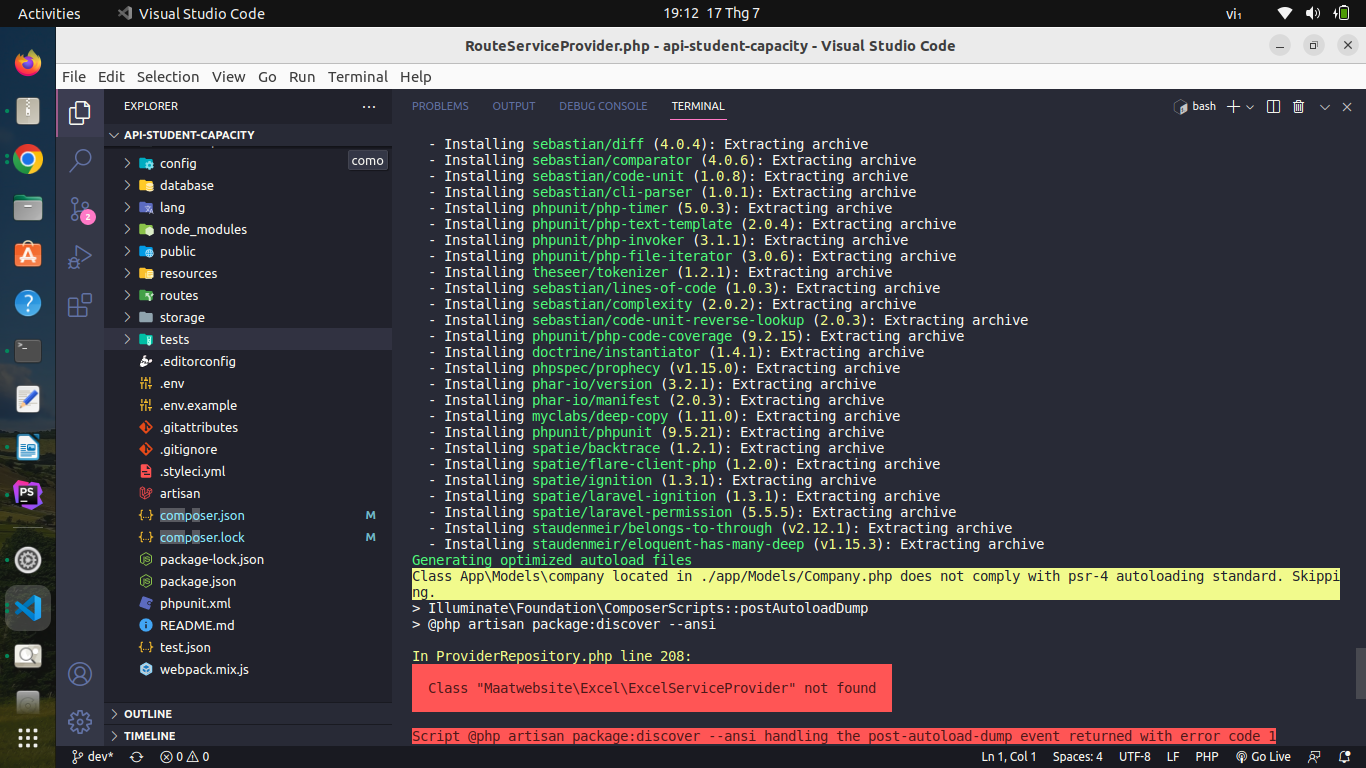 Activities
Visual Studio Code
19:12 17 Thg 7
vi₁
RouteServiceProvider.php - api-student-capacity - Visual Studio Code
File Edit Selection View Go Run Terminal Help
EXPLORER
PROBLEMS OUTPUT DEBUG CONSOLE TERMINAL
bash
API-STUDENT-CAPACITY
como
config
database
lang
node_modules
public
resources
routes
storage
tests
.editorconfig
.env
.env.example
.gitattributes
.gitignore
.styleci.yml
artisan
composer.json M
composer.lock M
package-lock.json
package.json
phpunit.xml
README.md
test.json
webpack.mix.js
OUTLINE
TIMELINE
2
PS
- Installing sebastian/diff (4.0.4): Extracting archive
- Installing sebastian/comparator (4.0.6): Extracting archive
- Installing sebastian/code-unit (1.0.8): Extracting archive
- Installing sebastian/cli-parser (1.0.1): Extracting archive
- Installing phpunit/php-timer (5.0.3): Extracting archive
- Installing phpunit/php-text-template (2.0.4): Extracting archive
- Installing phpunit/php-invoker (3.1.1): Extracting archive
- Installing phpunit/php-file-iterator (3.0.6): Extracting archive
- Installing theseer/tokenizer (1.2.1): Extracting archive
- Installing sebastian/lines-of-code (1.0.3): Extracting archive
- Installing sebastian/complexity (2.0.2): Extracting archive
- Installing sebastian/code-unit-reverse-lookup (2.0.3): Extracting archive
- Installing phpunit/php-code-coverage (9.2.15): Extracting archive
- Installing doctrine/instantiator (1.4.1): Extracting archive
- Installing phpspec/prophecy (v1.15.0): Extracting archive
- Installing phar-io/version (3.2.1): Extracting archive
- Installing phar-io/manifest (2.0.3): Extracting archive
- Installing myclabs/deep-copy (1.11.0): Extracting archive
- Installing phpunit/phpunit (9.5.21): Extracting archive
- Installing spatie/backtrace (1.2.1): Extracting archive
- Installing spatie/flare-client-php (1.2.0): Extracting archive
- Installing spatie/ignition (1.3.1): Extracting archive
- Installing spatie/laravel-ignition (1.3.1): Extracting archive
- Installing spatie/laravel-permission (5.5.5): Extracting archive
- Installing staudenmeir/belongs-to-through (v2.12.1): Extracting archive
- Installing staudenmeir/eloquent-has-many-deep (v1.15.3): Extracting archive
Generating optimized autoload files
Class App\Models\company located in ./app/Models/Company.php does not comply with psr-4 autoloading standard. Skippi
ng.
> Illuminate\Foundation\ComposerScripts::postAutoloadDump
> @php artisan package:discover --ansi
In ProviderRepository.php line 208:
Class "Maatwebsite\Excel\ExcelServiceProvider" not found
Script @php artisan package:discover --ansi handling the post-autoload-dump event returned with error code 1
dev* 0 0 Ln 1, Col 1 Spaces: 4 UTF-8 LF PHP Go Live